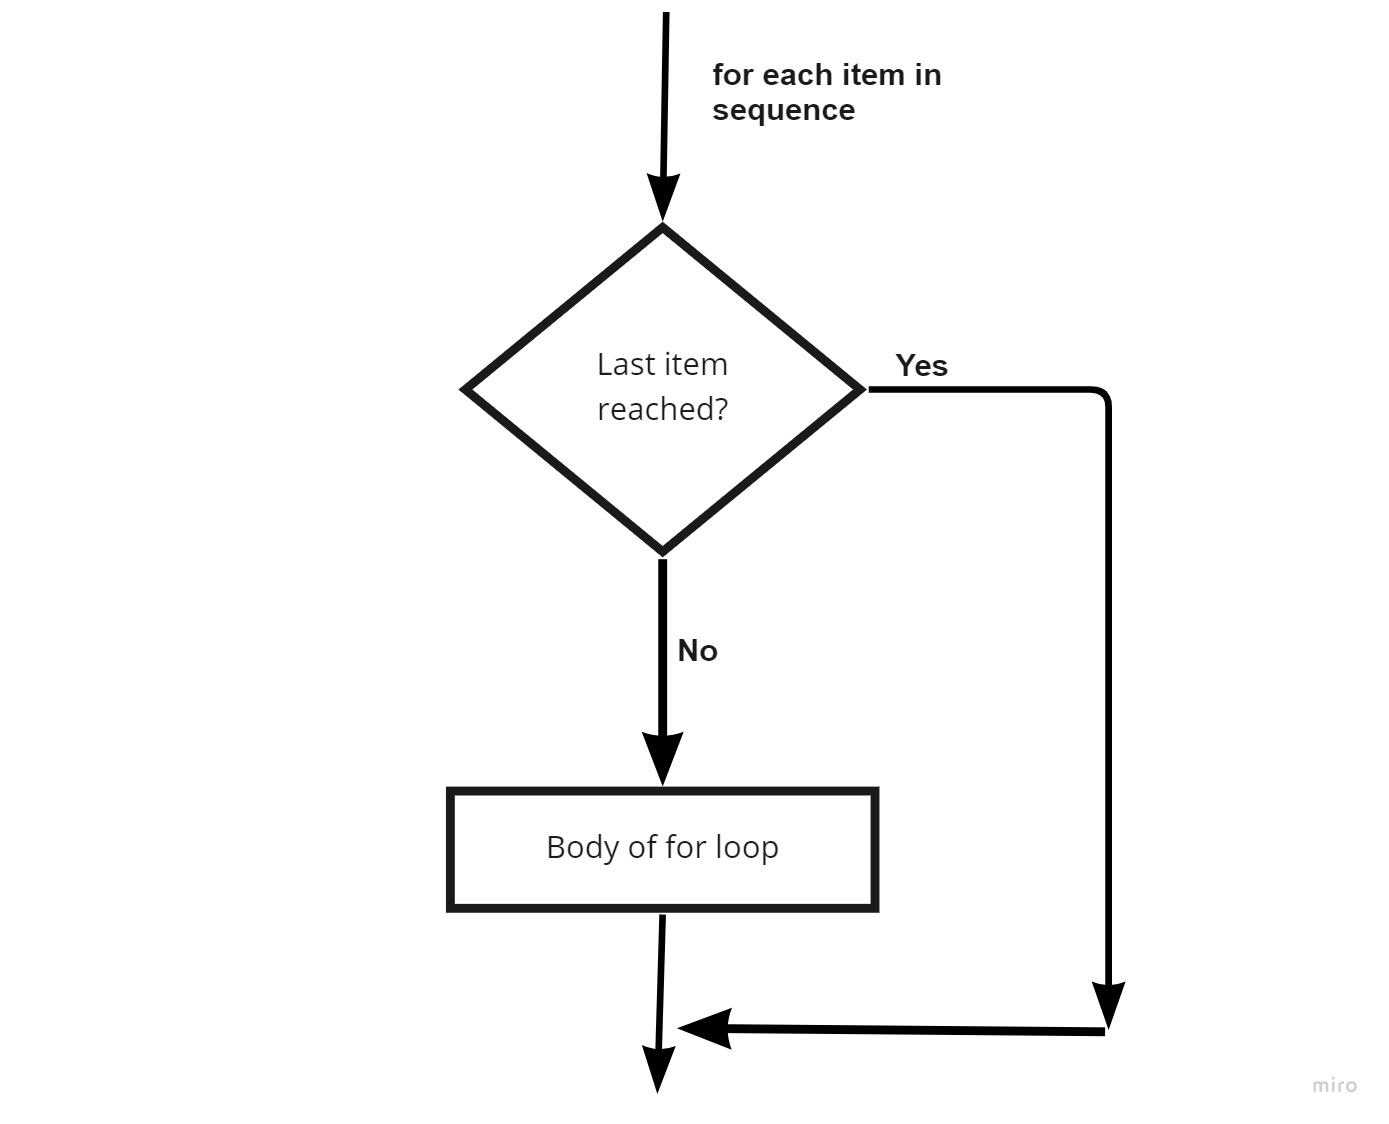 for each item in
sequence
Last item
reached?
Yes
No
Body of for loop
miro